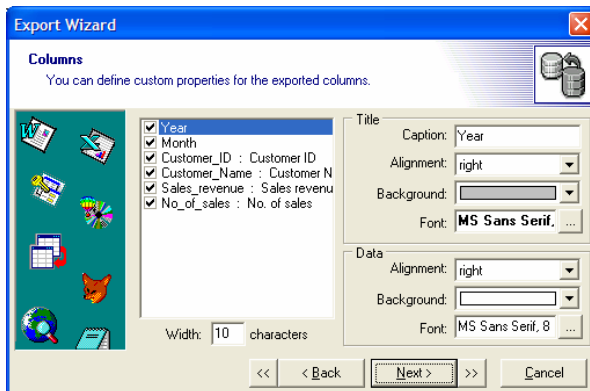 Export Wizard
Columns
You can define custom properties for the exported columns.
Year
Month
Customer_ID : Customer ID
Customer_Name : Customer N
Sales_revenue : Sales revenu
No_of_sales : No. of sales
Width: 10 characters
Title
Caption: Year
Alignment: right
Background:
Font: MS Sans Serif, ...
Data
Alignment: right
Background:
Font: MS Sans Serif, 8 ...
<< < Back Next > >> Cancel